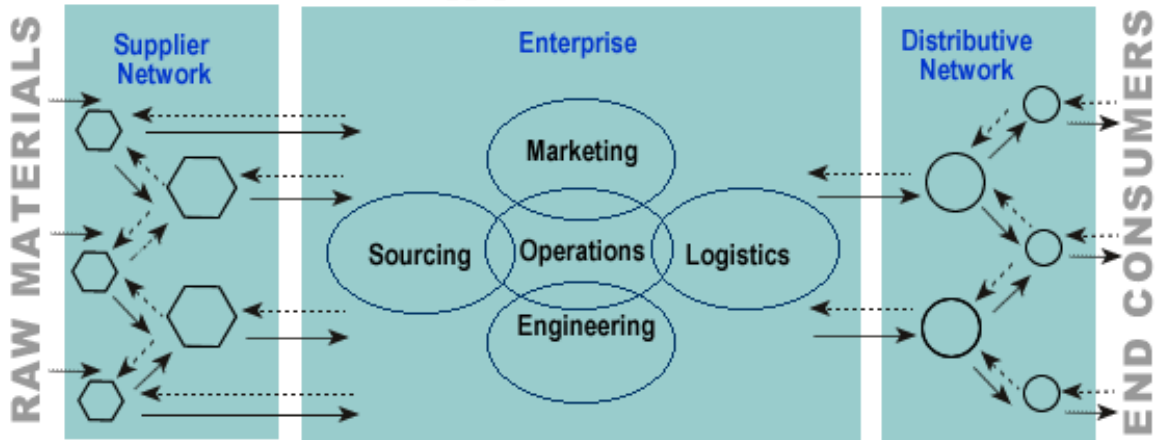 RAW MATERIALS
Supplier
Network
Enterprise
Marketing
Sourcing
Operations
Logistics
Engineering
Distributive
Network
END CONSUMERS